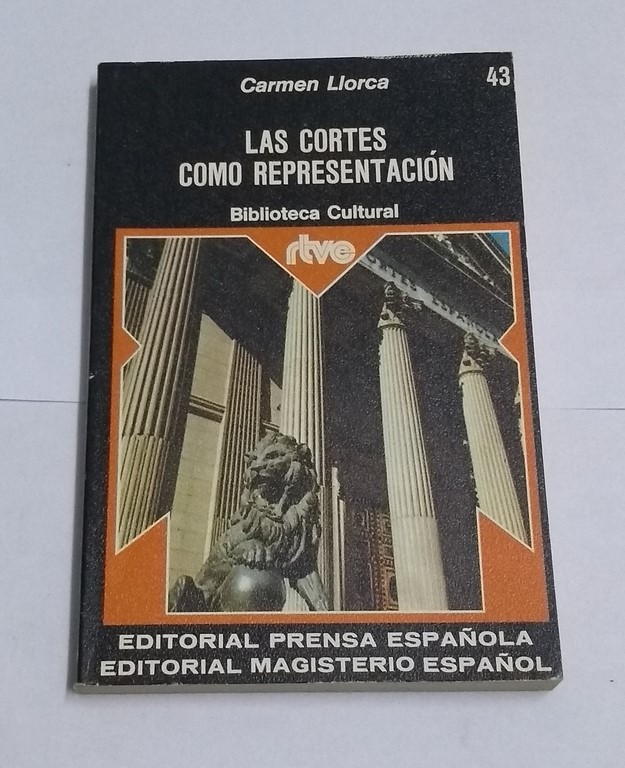 Carmen Llorca
43
LAS CORTES
COMO REPRESENTACIÓN
Biblioteca Cultural
rtve
EDITORIAL PRENSA ESPAÑOLA
EDITORIAL MAGISTERIO ESPAÑOL